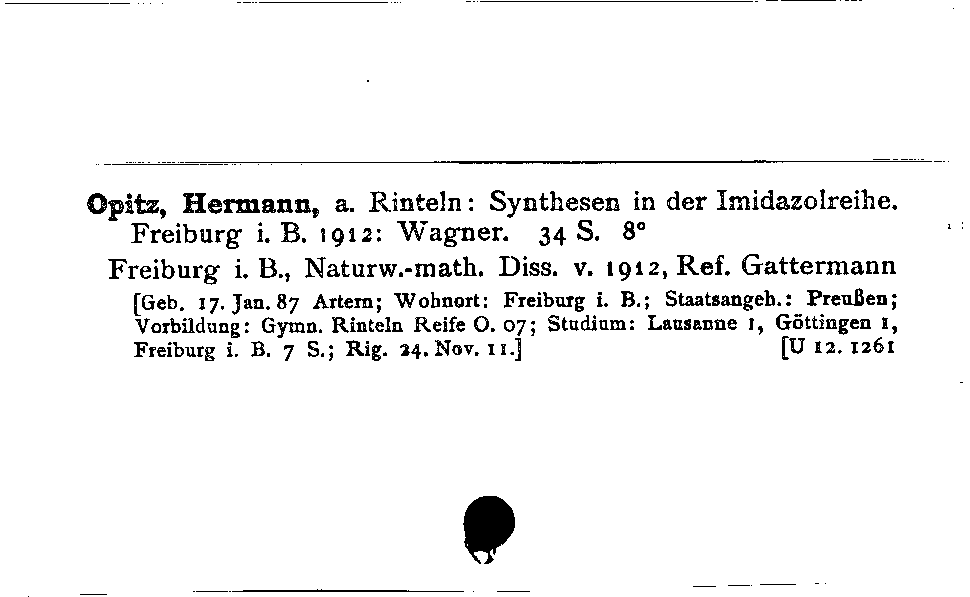 Opitz, Hermann, a. Rinteln: Synthesen in der Imidazolreihe.
Freiburg i. B. 1912: Wagner. 34 S. 8°
Freiburg i. B., Naturw.-math. Diss. v. 1912, Ref. Gattermann
[Geb. 17. Jan. 87 Artern; Wohnort: Freiburg i. B.; Staatsangeh.: Preußen;
Vorbildung: Gymn. Rinteln Reife O. 07; Studium: Lausanne 1, Göttingen 1,
Freiburg i. B. 7 S.; Rig. 24. Nov. 11.] [U 12. 1261